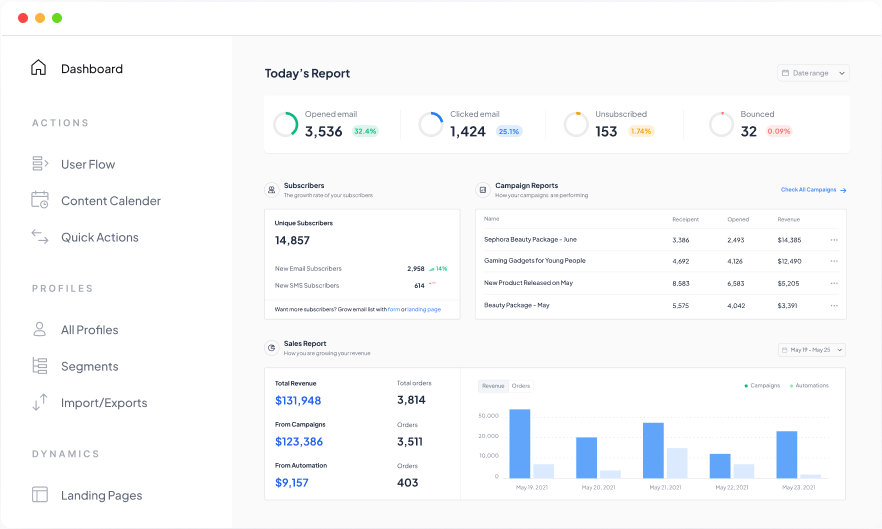 Dashboard
ACTIONS
User Flow
Content Calender
Quick Actions
PROFILES
All Profiles
Segments
Import/Exports
DYNAMICS
Landing Pages
Today's Report
Date range
Opened email
3,536 32.4%
Clicked email
1,424 25.1%
Unsubscribed
153 1.74%
Bounced
32 0.09%
Subscribers
The growth rate of your subscribers
Unique Subscribers
14,857
New Email Subscribers 2,958 14%
New SMS Subscribers 614
Want more subscribers? Grow email list with form or landing page
Campaign Reports
How your campaigns are performing
Check All Campaigns
Name Receipent Opened Revenue
Sephora Beauty Package - June 3,386 2,493 $14,385
Gaming Gadgets for Young People 4,692 4,126 $12,490
New Product Released on May 8,583 6,583 $5,205
Beauty Package - May 5,575 4,042 $3,391
Sales Report
How you are growing your revenue
May 19 - May 25
Total Revenue Total orders
$131,948 3,814
From Campaigns Orders
$123,386 3,511
From Automation Orders
$9,157 403
Revenue Orders
Campaigns Automations
50,000
20,000
10,000
0
May 19, 2021 May 20, 2021 May 21, 2021 May 22, 2021 May 23, 2021